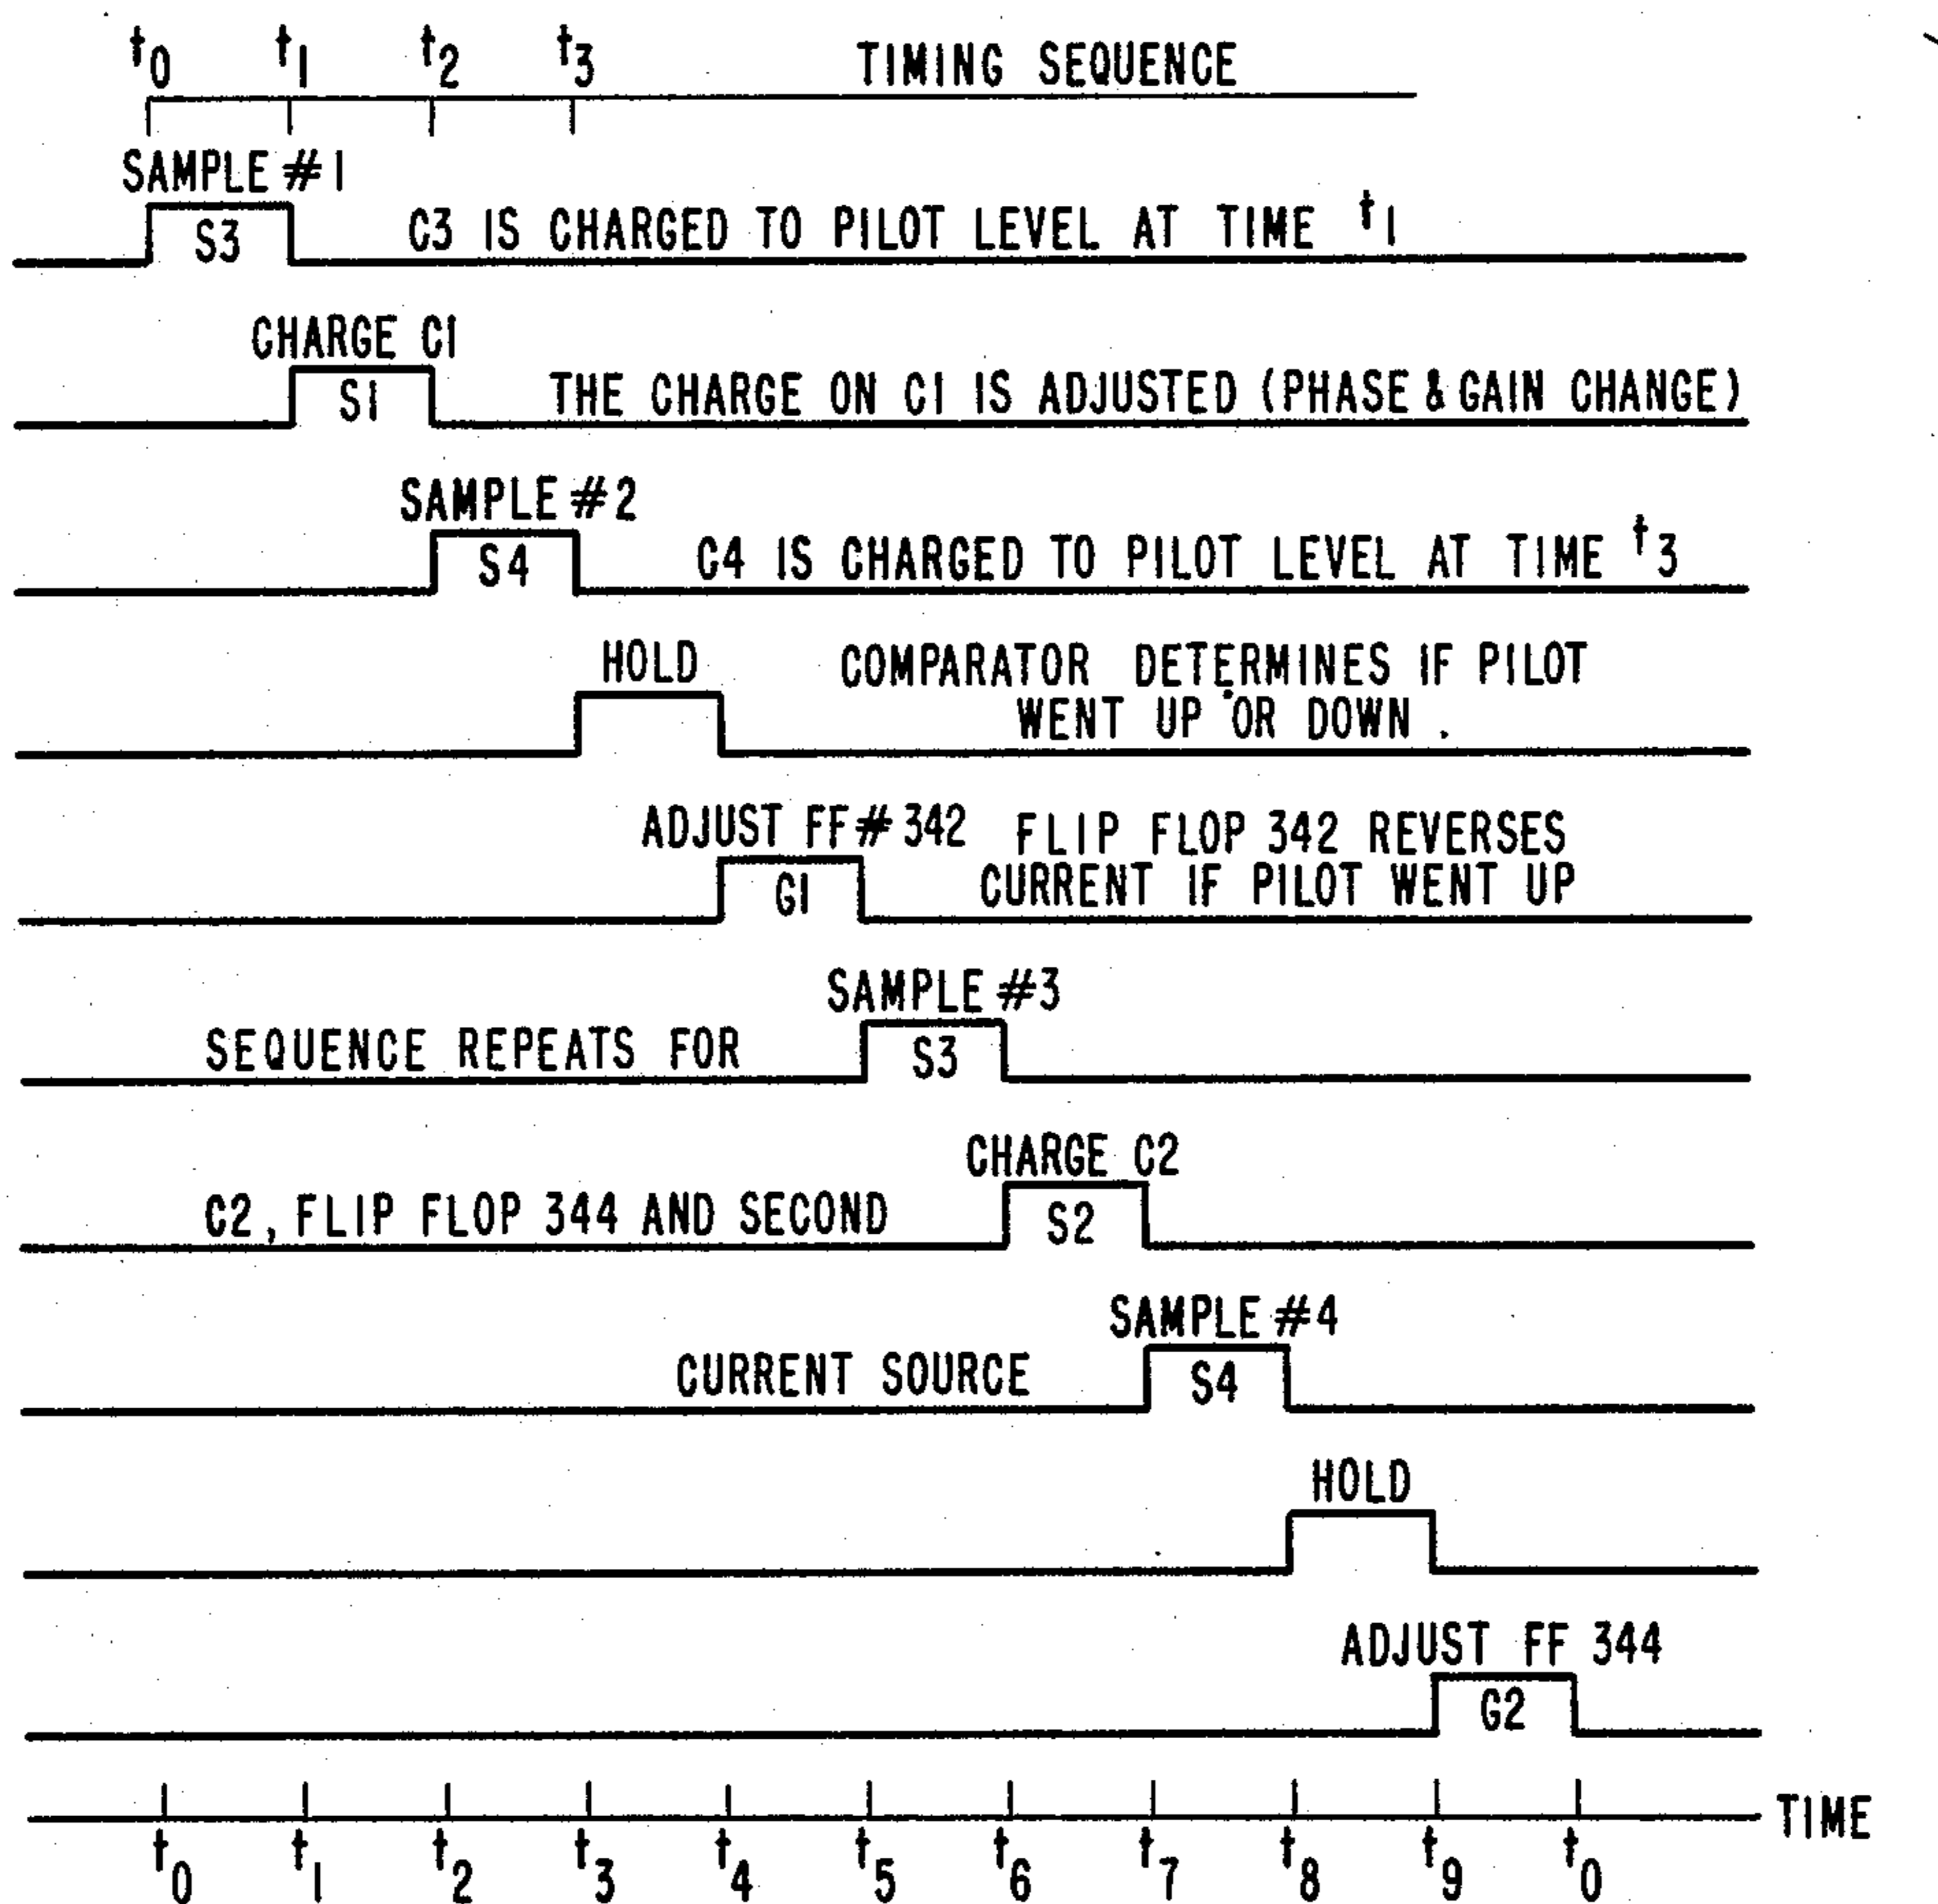 t0 t1 t2 t3 TIMING SEQUENCE
SAMPLE #1
S3 C3 IS CHARGED TO PILOT LEVEL AT TIME t1
CHARGE C1
S1 THE CHARGE ON C1 IS ADJUSTED (PHASE & GAIN CHANGE)
SAMPLE #2
S4 C4 IS CHARGED TO PILOT LEVEL AT TIME t3
HOLD COMPARATOR DETERMINES IF PILOT
WENT UP OR DOWN
ADJUST FF# 342 FLIP FLOP 342 REVERSES
G1 CURRENT IF PILOT WENT UP
SAMPLE #3
SEQUENCE REPEATS FOR S3
CHARGE C2
C2, FLIP FLOP 344 AND SECOND S2
SAMPLE #4
CURRENT SOURCE S4
HOLD
ADJUST FF 344
G2
TIME
t0 t1 t2 t3 t4 t5 t6 t7 t8 t9 t0